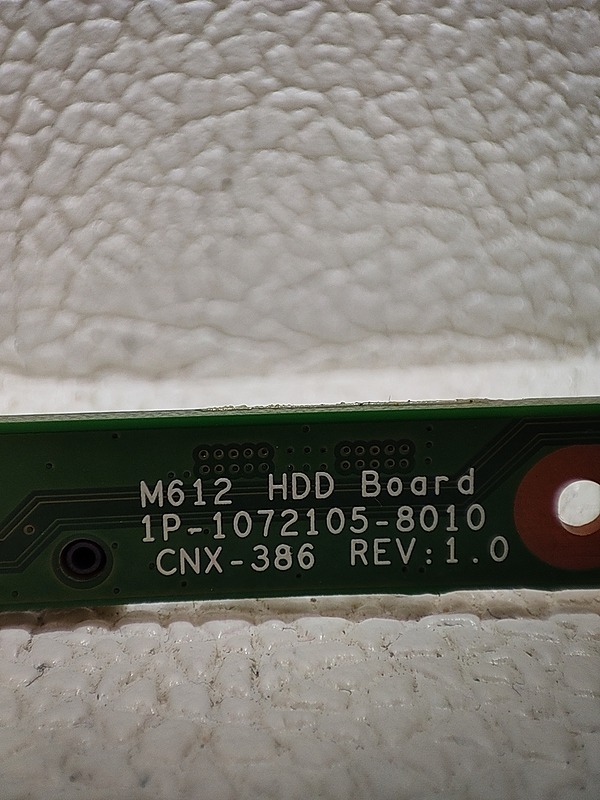 M612 HDD Board
1P-1072105-8010
CNX-386 REV:1.0